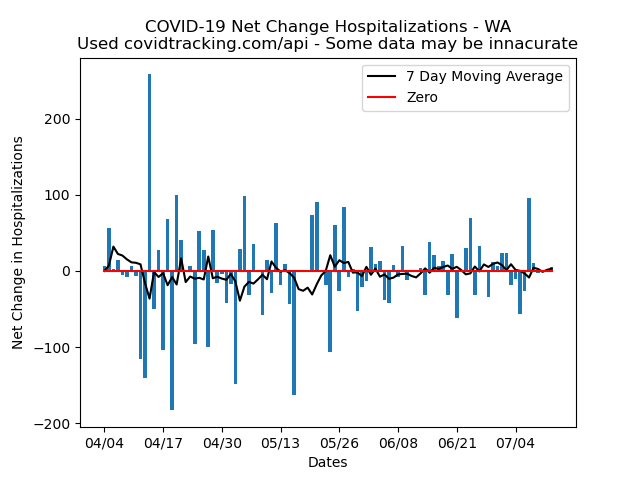 COVID-19 Net Change Hospitalizations - WA
Used covidtracking.com/api - Some data may be innacurate
7 Day Moving Average
Zero
Net Change in Hospitalizations
200
100
0
−100
−200
04/04 04/17 04/30 05/13 05/26 06/08 06/21 07/04
Dates